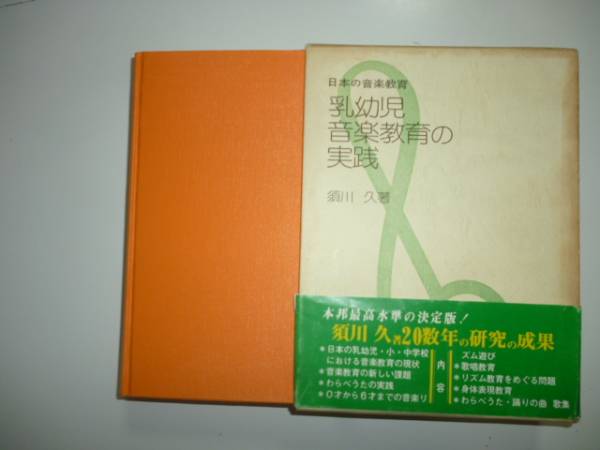 日本の音楽教育
乳幼児
音楽教育の
実践
須川 久著
本邦最高水準の決定版!
須川 久著20数年の研究の成果
*日本の乳幼児・小・中学校
における音楽教育の現状
*音楽教育の新しい課題
*わらべうたの実践
*0才から6才までの音楽リ
内容
ズム遊び
*歌唱教育
*リズム教育をめぐる問題
*身体表現教育
*わらべうた・踊りの曲 歌集